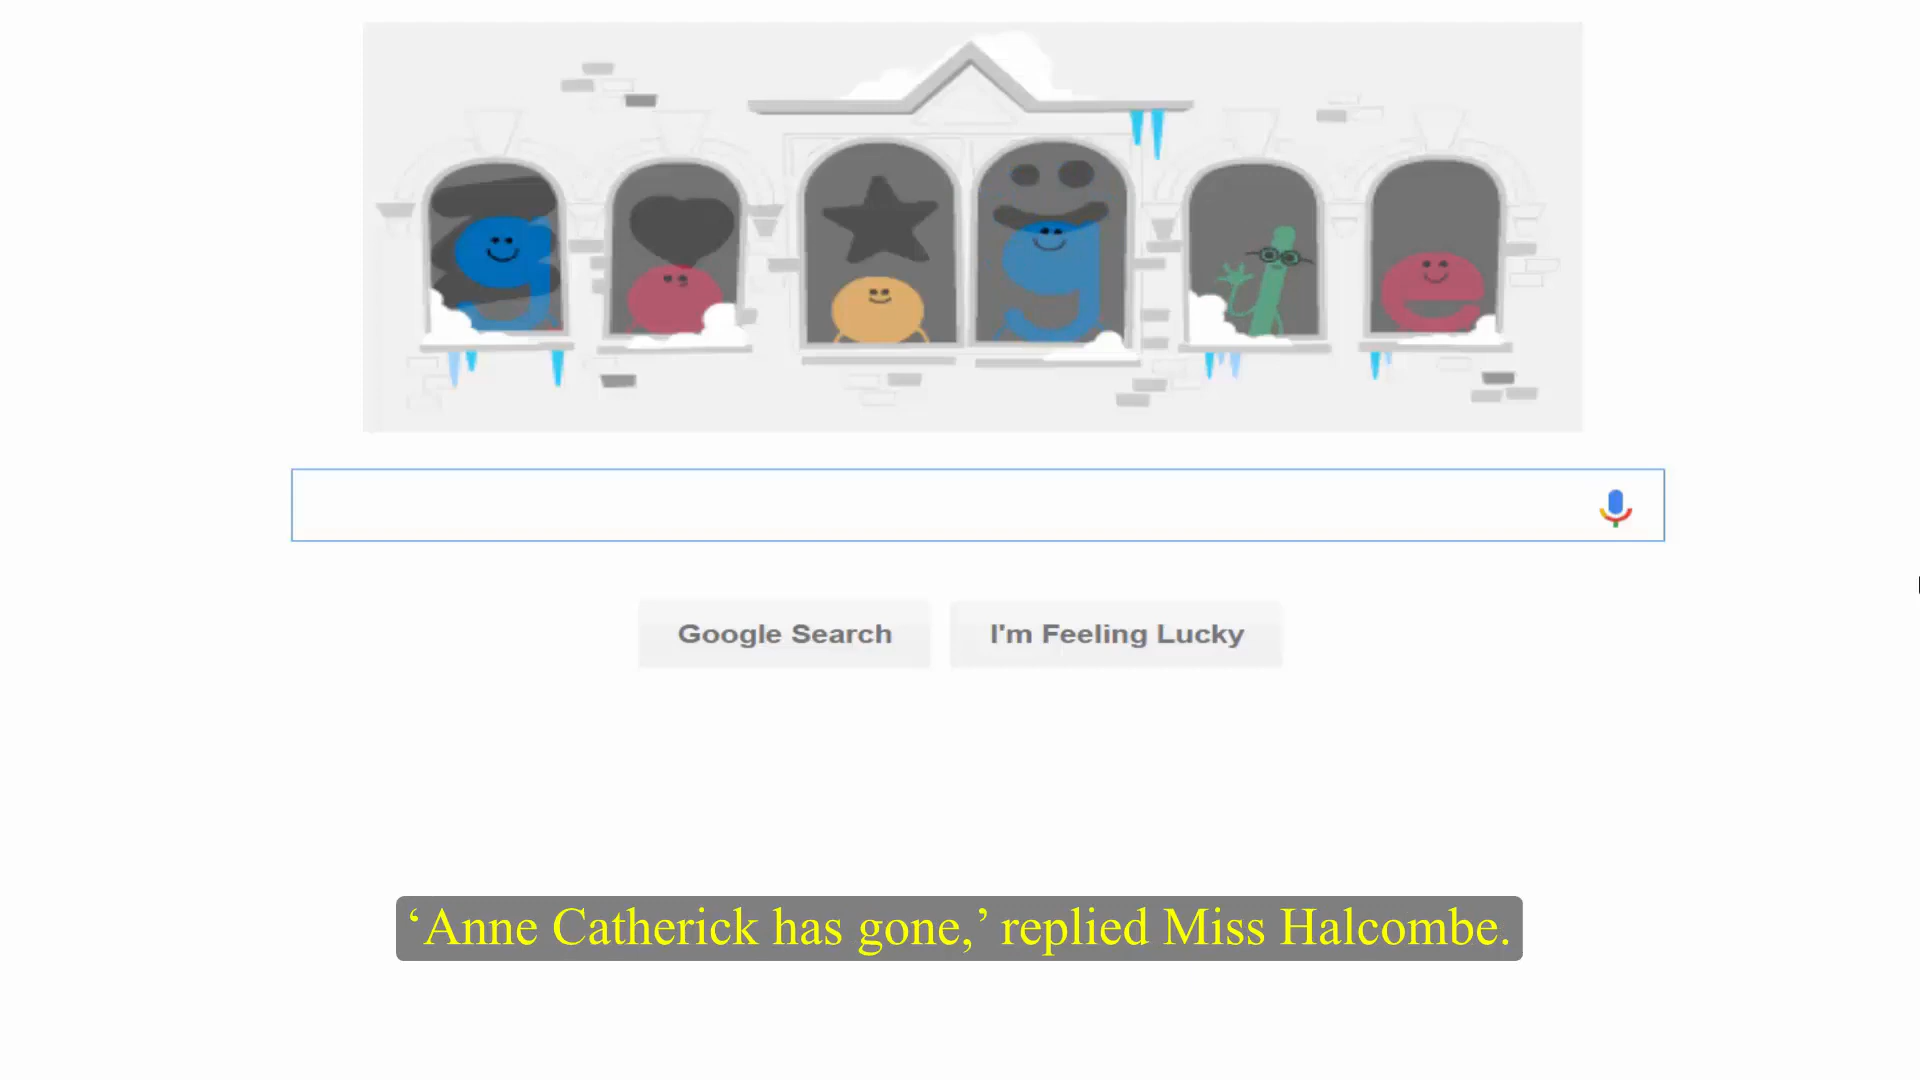 Google Search
I'm Feeling Lucky
‘Anne Catherick has gone,’ replied Miss Halcombe.